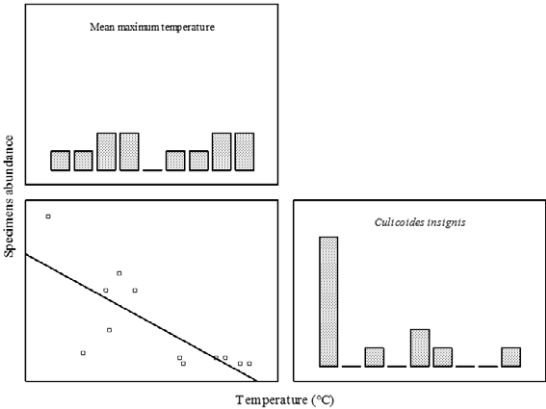 Mean maximum temperature
Specimens abundance
Culicoides insignis
Temperature (°C)